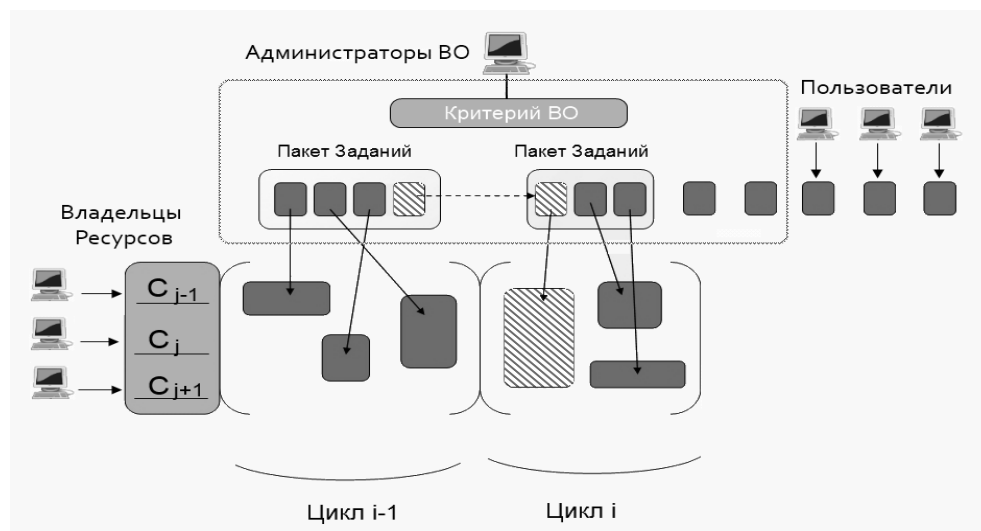 Администраторы ВО
Критерий ВО
Пользователи
Пакет Заданий
Пакет Заданий
Владельцы
Ресурсов
C j-1
C j
C j+1
Цикл i-1
Цикл i